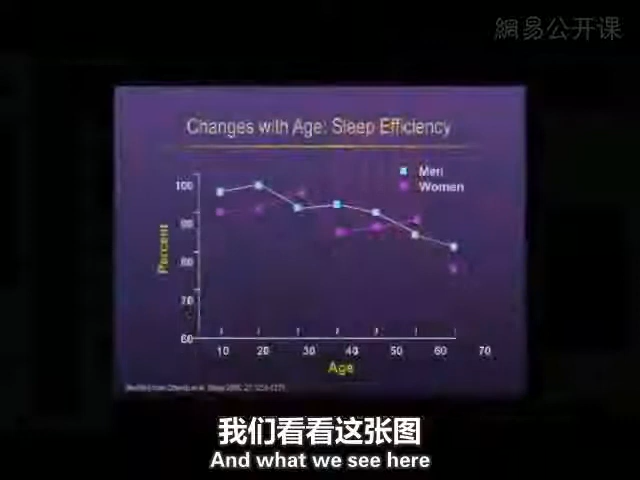 網易公开课
Changes with Age: Sleep Efficiency
Men
Women
100
90
80
70
60
Percent
10 20 30 40 50 60 70
Age
我们看看这张图
And what we see here